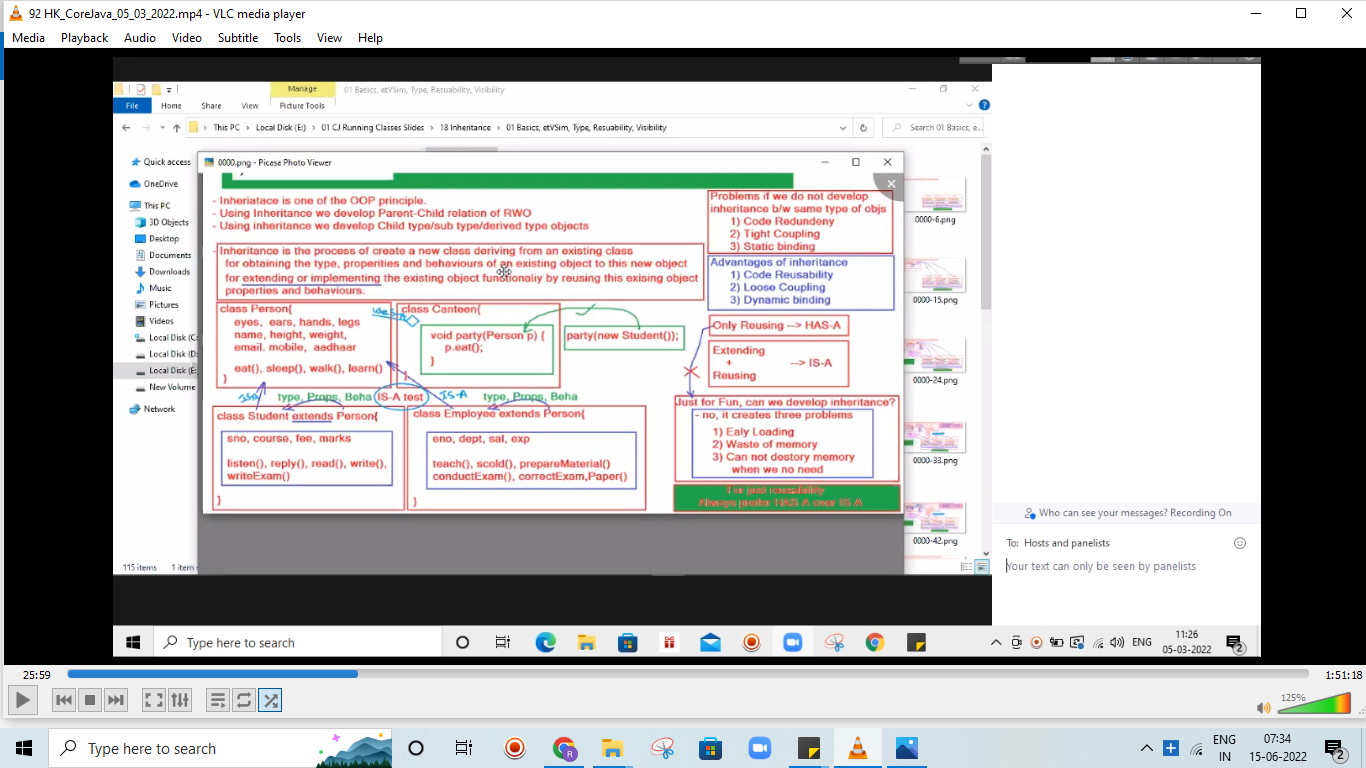 92 HK_CoreJava_05_03_2022.mp4 - VLC media player
Media Playback Audio Video Subtitle Tools View Help
Manage
01 Basics, etVSim, Type, Resuability, Visibility
File Home Share View Picture Tools
This PC > Local Disk (E:) > 01 CJ Running Classes Slides > 18 Inheritance > 01 Basics, etVSim, Type, Resuability, Visibility
Search 01 Basics, e...
Quick access
OneDrive
This PC
3D Objects
Desktop
Documents
Downloads
Music
Pictures
Videos
Local Disk (C:
Local Disk (D:
Local Disk (E:
New Volume
Network
115 items 1 item
0000.png - Picasa Photo Viewer
- Inheriatace is one of the OOP principle.
- Using Inheritance we develop Parent-Child relation of RWO
- Using inheritance we develop Child type/sub type/derived type objects
- Inheritance is the process of create a new class deriving from an existing class
for obtaining the type, properities and behaviours of an existing object to this new object
for extending or implementing the existing object functionaliy by reusing this exising object
properties and behaviours.
class Person{
eyes, ears, hands, legs
name, height, weight,
email. mobile, aadhaar
eat(), sleep(), walk(), learn()
}
class Canteen{
void party(Person p) {
p.eat();
}
}
party(new Student());
type, Props, Beha
IS-A test
IS-A
type, Props, Beha
class Student extends Person{
sno, course, fee, marks
listen(), reply(), read(), write(),
writeExam()
}
class Employee extends Person{
eno, dept, sal, exp
teach(), scold(), prepareMaterial()
conductExam(), correctExam,Paper()
}
Problems if we do not develop
inheritance b/w same type of objs
1) Code Redundeny
2) Tight Coupling
3) Static binding
Advantages of inheritance
1) Code Reusability
2) Loose Coupling
3) Dynamic binding
Only Reusing --> HAS-A
Extending
+ --> IS-A
Reusing
Just for Fun, can we develop inheritance?
- no, it creates three problems
1) Ealy Loading
2) Waste of memory
3) Can not destory memory
when we no need
For just reusability
Always prefer HAS-A over IS-A
0000-6.png
0000-15.png
0000-24.png
0000-33.png
0000-42.png
Who can see your messages? Recording On
To: Hosts and panelists
Your text can only be seen by panelists
Type here to search
ENG
11:26
05-03-2022
2
25:59
1:51:18
125%
Type here to search
ENG
IN
07:34
15-06-2022
2